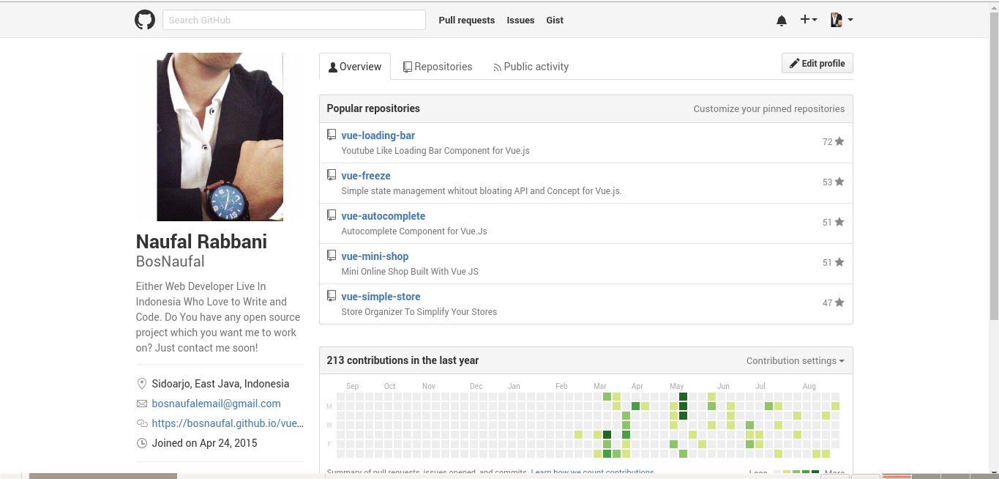 Search GitHub
Pull requests Issues Gist
Overview Repositories Public activity
Edit profile
Naufal Rabbani
BosNaufal
Either Web Developer Live In
Indonesia Who Love to Write and
Code. Do You have any open source
project which you want me to work
on? Just contact me soon!
Sidoarjo, East Java, Indonesia
bosnaufalemail@gmail.com
https://bosnaufal.github.io/vue...
Joined on Apr 24, 2015
Popular repositories Customize your pinned repositories
vue-loading-bar
Youtube Like Loading Bar Component for Vue.js
72
vue-freeze
Simple state management whitout bloating API and Concept for Vue.js.
53
vue-autocomplete
Autocomplete Component for Vue.Js
51
vue-mini-shop
Mini Online Shop Built With Vue JS
51
vue-simple-store
Store Organizer To Simplify Your Stores
47
213 contributions in the last year Contribution settings
Sep Oct Nov Dec Jan Feb Mar Apr May Jun Jul Aug
M
W
F
Summary of pull requests, issues opened, and commits. Learn how we count contributions. Less More